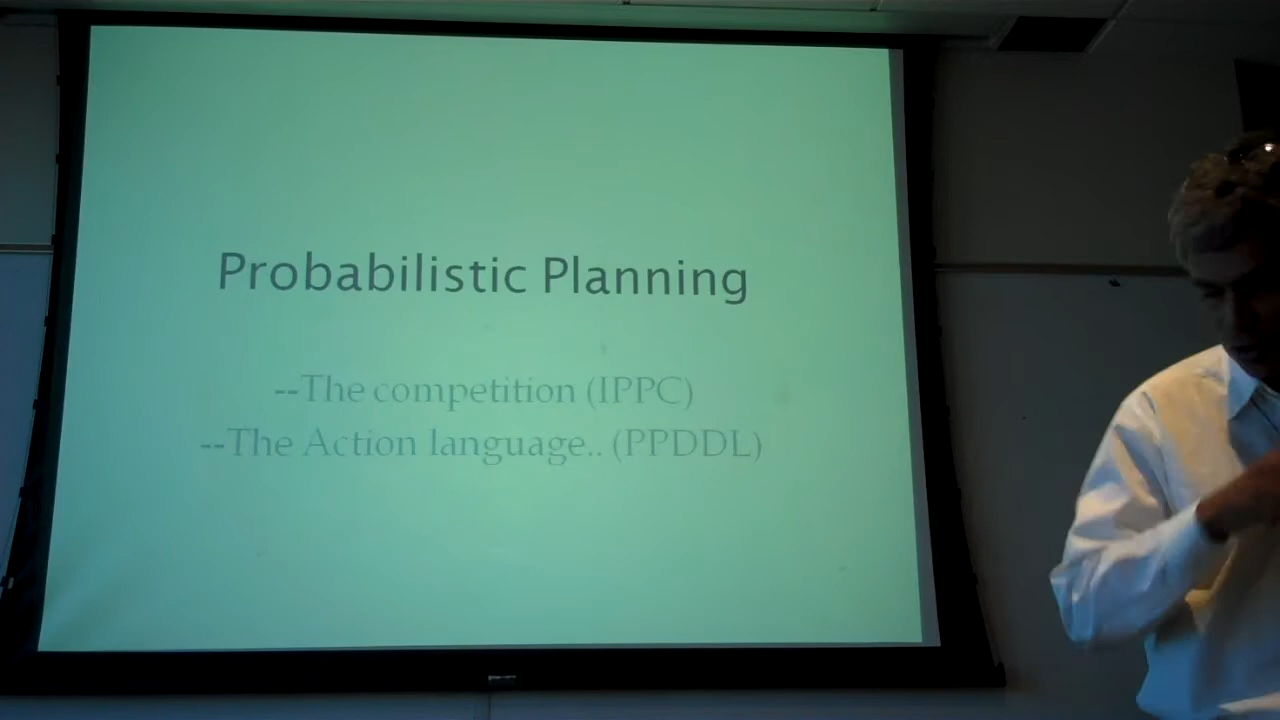 Probabilistic Planning
--The competition (IPPC)
--The Action language.. (PPDDL)